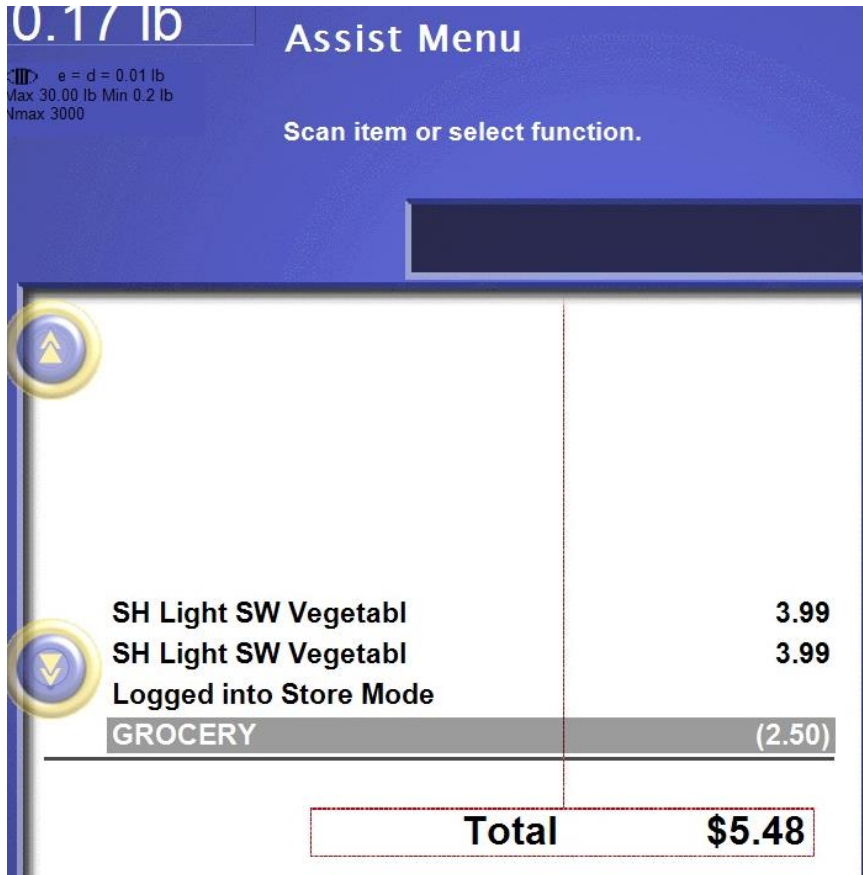 0.17 lb
Assist Menu
e = d = 0.01 lb
Max 30.00 lb Min 0.2 lb
Nmax 3000
Scan item or select function.
SH Light SW Vegetabl 3.99
SH Light SW Vegetabl 3.99
Logged into Store Mode
GROCERY (2.50)
Total $5.48